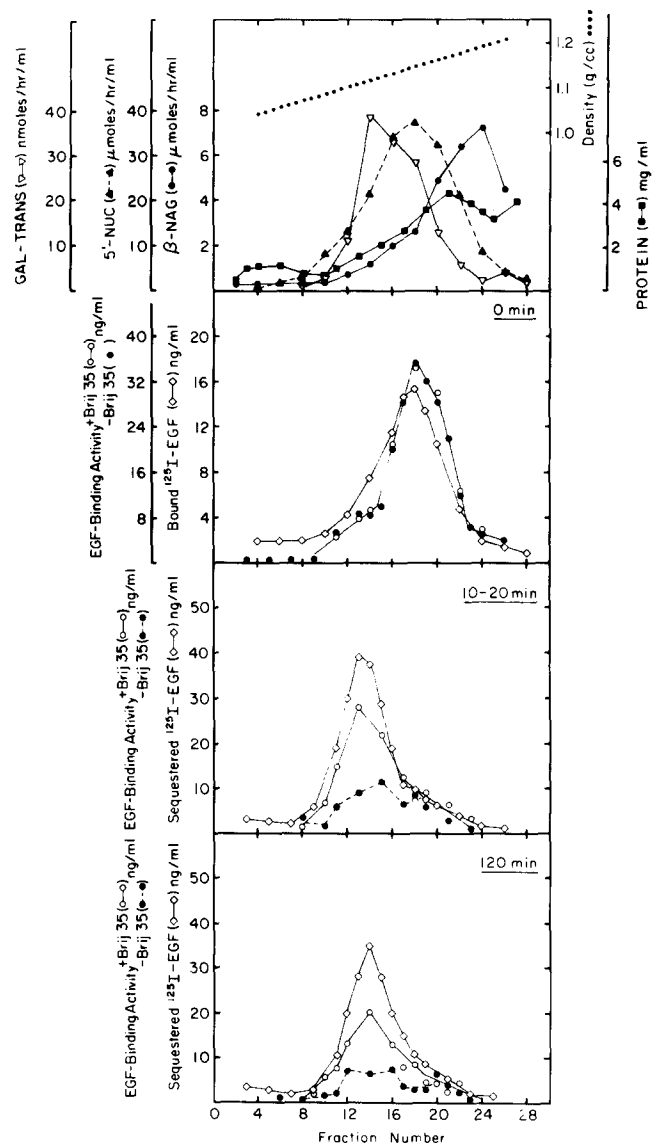 GAL-TRANS (▽-▽) nmoles/hr/ml
40
30
20
10
5'-NUC (▲-▲) μmoles/hr/ml
40
30
20
10
β-NAG (●-●) μmoles/hr/ml
8
6
4
2
1.2
1.1
1.0
Density (g/cc) ••••
6
4
2
PROTEIN (■-■) mg/ml
0 min
EGF-Binding Activity +Brij 35 (○-○) ng/ml
-Brij 35 (●)
44
36
28
18
8
Bound ¹²⁵I-EGF (◇-◇) ng/ml
20
16
12
8
4
10-20 min
EGF-Binding Activity +Brij 35 (○-○) ng/ml
-Brij 35 (●-●)
Sequestered ¹²⁵I-EGF (◇-◇) ng/ml
50
40
30
20
10
120 min
EGF-Binding Activity +Brij 35 (○-○) ng/ml
-Brij 35 (●-●)
Sequestered ¹²⁵I-EGF (◇-◇) ng/ml
50
40
30
20
10
0 4 8 12 16 20 24 28
Fraction Number